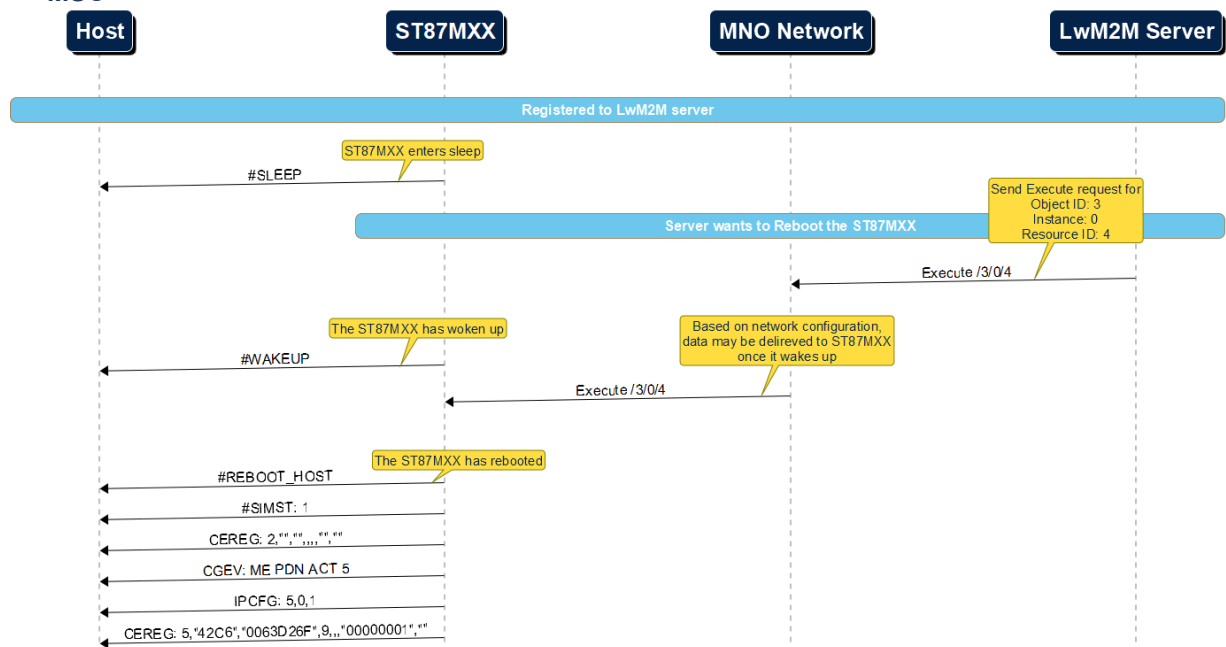 Host
ST87MXX
MNO Network
LwM2M Server
Registered to LwM2M server
ST87MXX enters sleep
#SLEEP
Send Execute request for
Object ID: 3
Instance: 0
Resource ID: 4
Server wants to Reboot the ST87MXX
Execute /3/0/4
The ST87MXX has woken up
Based on network configuration,
data may be delireved to ST87MXX
once it wakes up
#WAKEUP
Execute /3/0/4
The ST87MXX has rebooted
#REBOOT_HOST
#SIMST: 1
CEREG: 2,"","",,,,"",""
CGEV: ME PDN ACT 5
IPCFG: 5,0,1
CEREG: 5,"42C6","0063D26F",9,,,"00000001",""